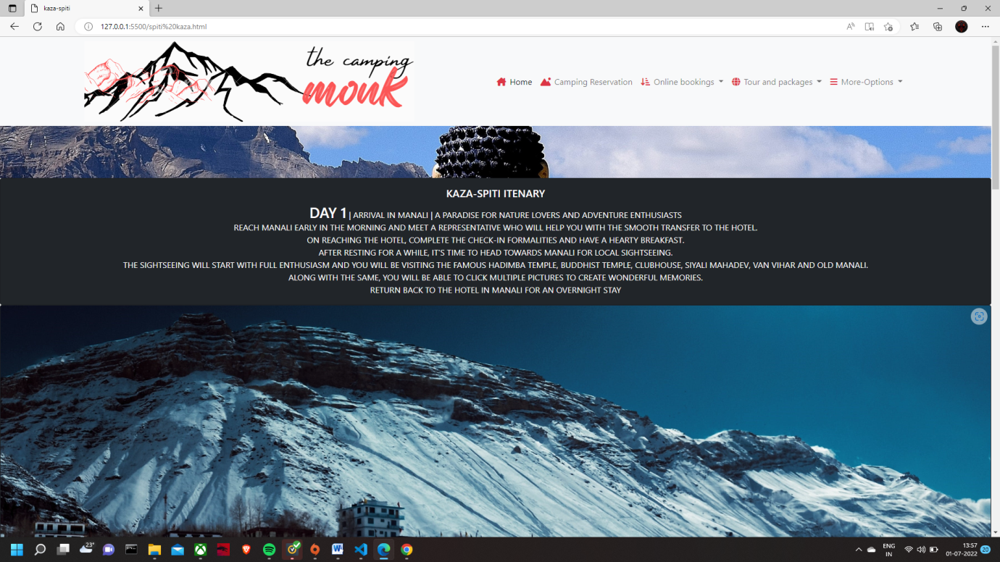 kaza-spiti
127.0.0.1:5500/spiti%20kaza.html
the camping
monk
Home
Camping Reservation
Online bookings
Tour and packages
More-Options
KAZA-SPITI ITENARY
DAY 1 | ARRIVAL IN MANALI | A PARADISE FOR NATURE LOVERS AND ADVENTURE ENTHUSIASTS
REACH MANALI EARLY IN THE MORNING AND MEET A REPRESENTATIVE WHO WILL HELP YOU WITH THE SMOOTH TRANSFER TO THE HOTEL.
ON REACHING THE HOTEL, COMPLETE THE CHECK-IN FORMALITIES AND HAVE A HEARTY BREAKFAST.
AFTER RESTING FOR A WHILE, IT'S TIME TO HEAD TOWARDS MANALI FOR LOCAL SIGHTSEEING.
THE SIGHTSEEING WILL START WITH FULL ENTHUSIASM AND YOU WILL BE VISITING THE FAMOUS HADIMBA TEMPLE, BUDDHIST TEMPLE, CLUBHOUSE, SIYALI MAHADEV, VAN VIHAR AND OLD MANALI.
ALONG WITH THE SAME, YOU WILL BE ABLE TO CLICK MULTIPLE PICTURES TO CREATE WONDERFUL MEMORIES.
RETURN BACK TO THE HOTEL IN MANALI FOR AN OVERNIGHT STAY
23°
ENG
IN
13:57
01-07-2022
20